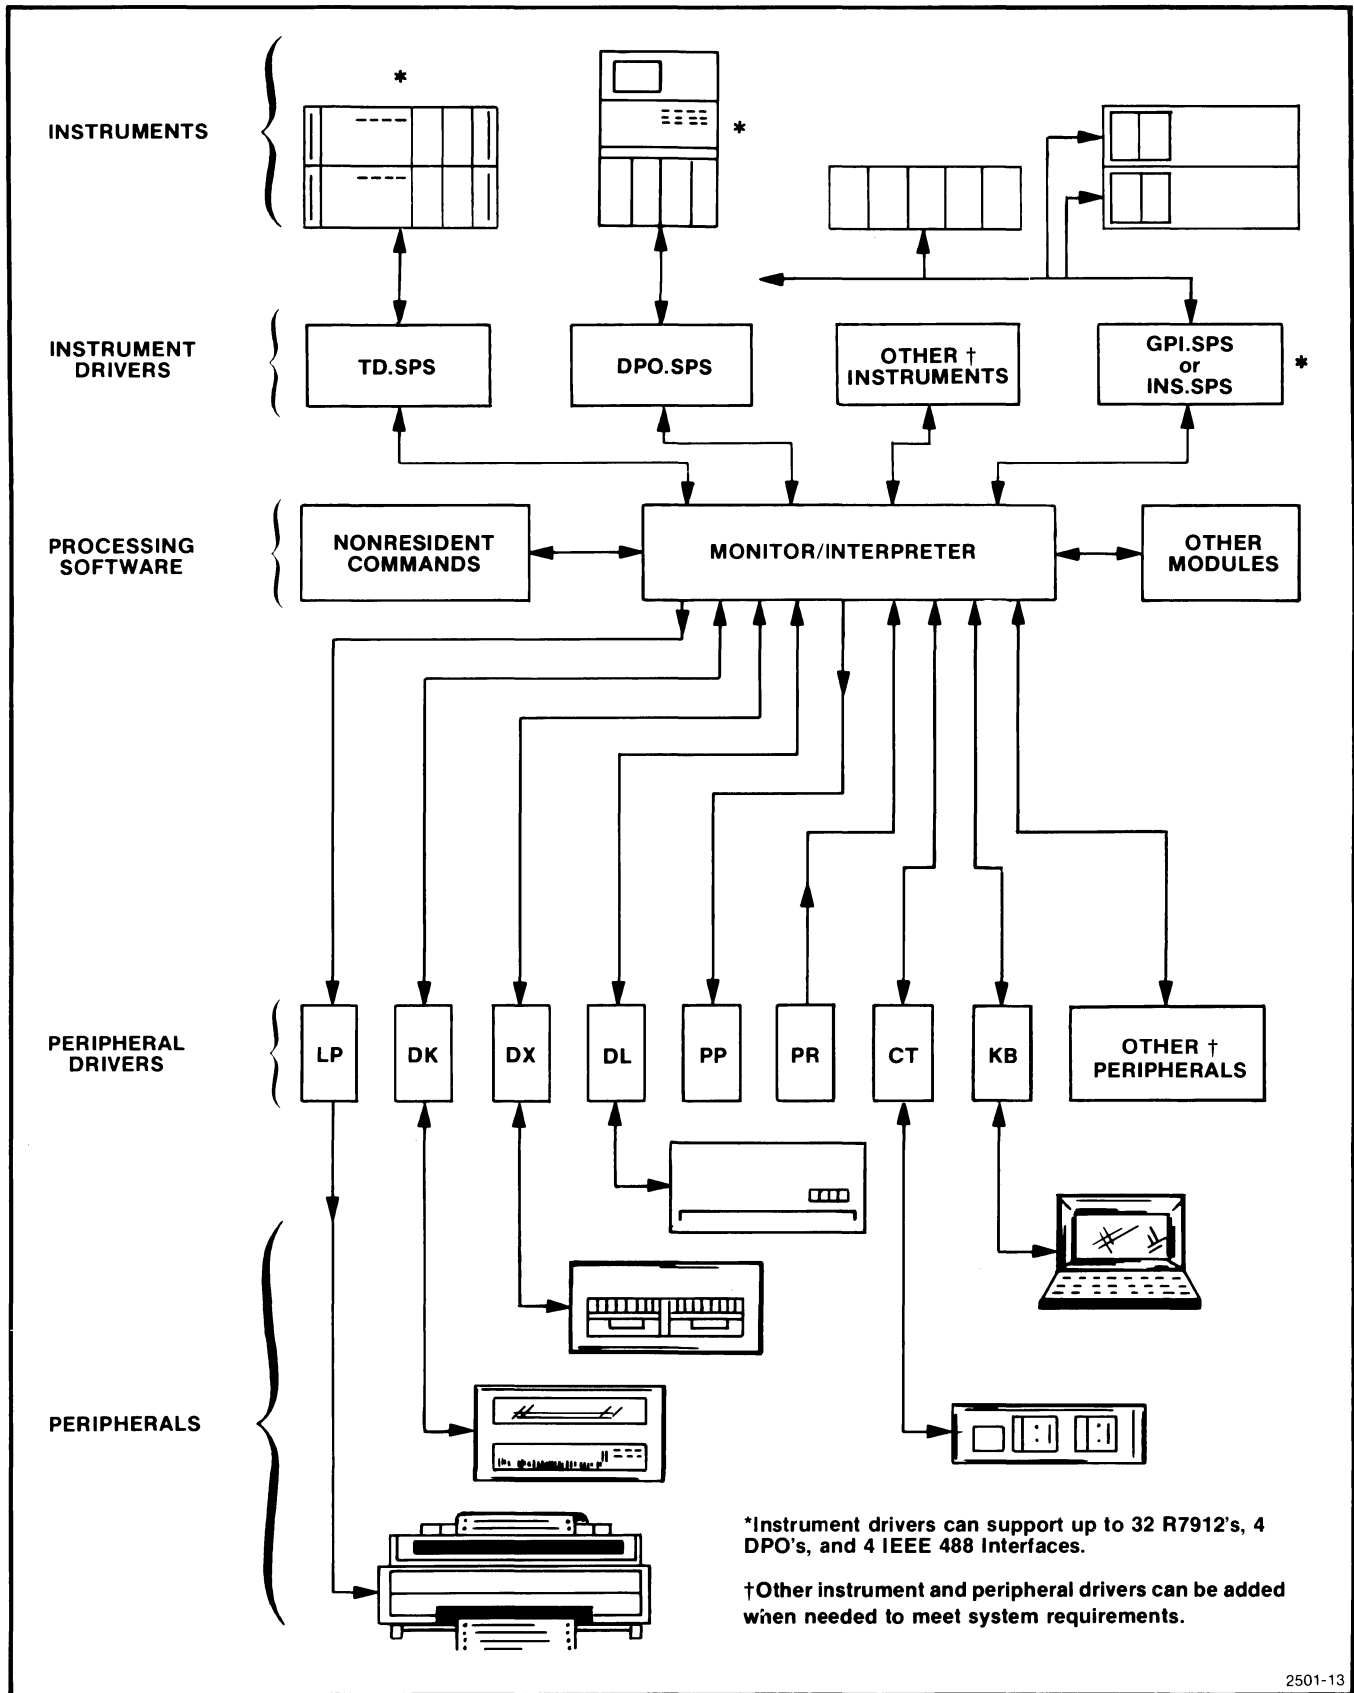 *
*
INSTRUMENTS
INSTRUMENT
DRIVERS
TD.SPS
DPO.SPS
OTHER †
INSTRUMENTS
GPI.SPS
or
INS.SPS
*
PROCESSING
SOFTWARE
NONRESIDENT
COMMANDS
MONITOR/INTERPRETER
OTHER
MODULES
PERIPHERAL
DRIVERS
LP
DK
DX
DL
PP
PR
CT
KB
OTHER †
PERIPHERALS
PERIPHERALS
*Instrument drivers can support up to 32 R7912's, 4
DPO's, and 4 IEEE 488 Interfaces.
†Other instrument and peripheral drivers can be added
when needed to meet system requirements.
2501-13